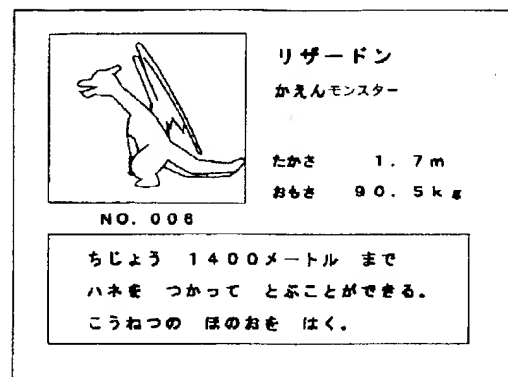 リザードン
かえんモンスター
たかさ 1.7m
おもさ 90.5kg
NO.006
ちじょう 1400メートル まで
ハネを つかって とぶことができる。
こうねつの ほのおを はく。